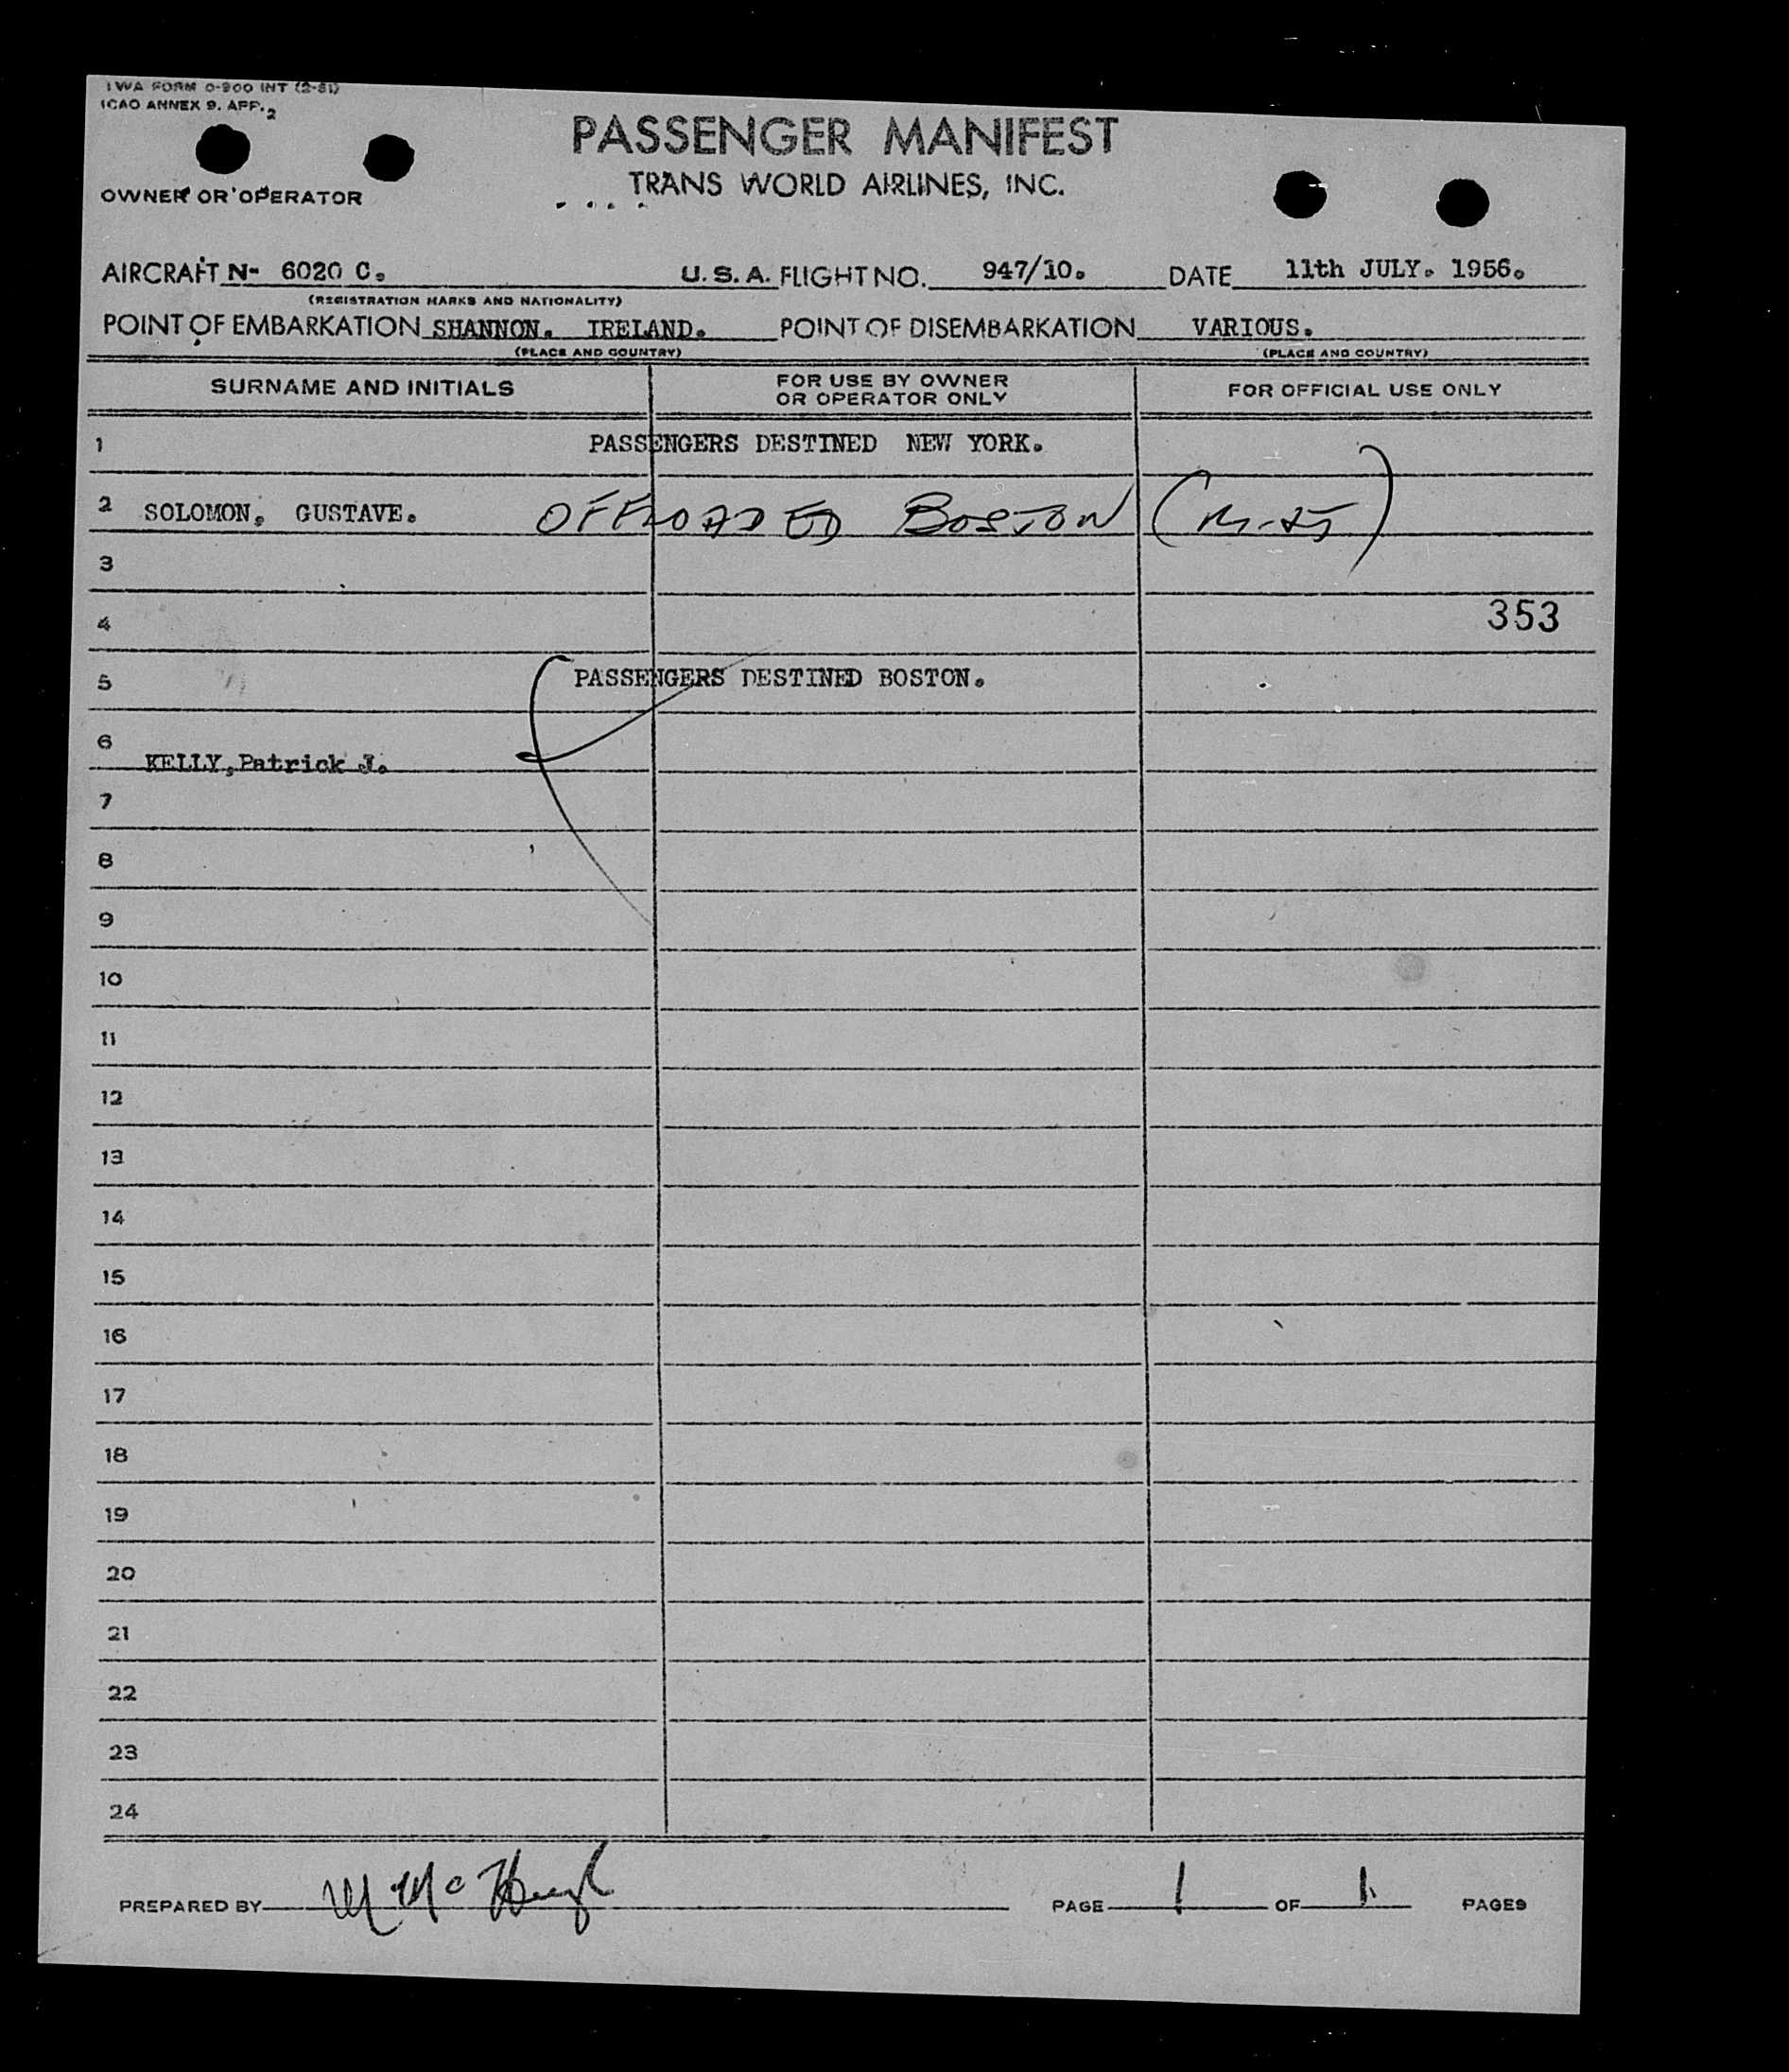 TWA FORM O-900 INT (2-51)
ICAO ANNEX 9. APP. 2
PASSENGER MANIFEST
OWNER OR OPERATOR
TRANS WORLD AIRLINES, INC.
AIRCRAFT N- 6020 C. U.S.A. FLIGHT NO. 947/10. DATE 11th JULY. 1956.
(REGISTRATION MARKS AND NATIONALITY)
POINT OF EMBARKATION SHANNON. IRELAND. POINT OF DISEMBARKATION VARIOUS.
(PLACE AND COUNTRY) (PLACE AND COUNTRY)
SURNAME AND INITIALS FOR USE BY OWNER OR OPERATOR ONLY FOR OFFICIAL USE ONLY
1 PASSENGERS DESTINED NEW YORK.
2 SOLOMON, GUSTAVE. OFFLOADED BOSTON
3
4 353
5 PASSENGERS DESTINED BOSTON.
6 KELLY, Patrick J.
7
8
9
10
11
12
13
14
15
16
17
18
19
20
21
22
23
24
PREPARED BY M McHugh PAGE 1 OF 1. PAGES